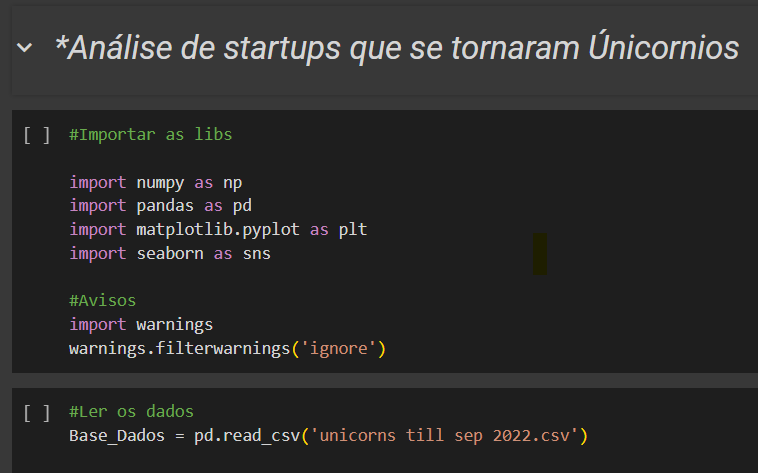 *Análise de startups que se tornaram Únicornios
[ ] #Importar as libs
import numpy as np
import pandas as pd
import matplotlib.pyplot as plt
import seaborn as sns
#Avisos
import warnings
warnings.filterwarnings('ignore')
[ ] #Ler os dados
Base_Dados = pd.read_csv('unicorns till sep 2022.csv')